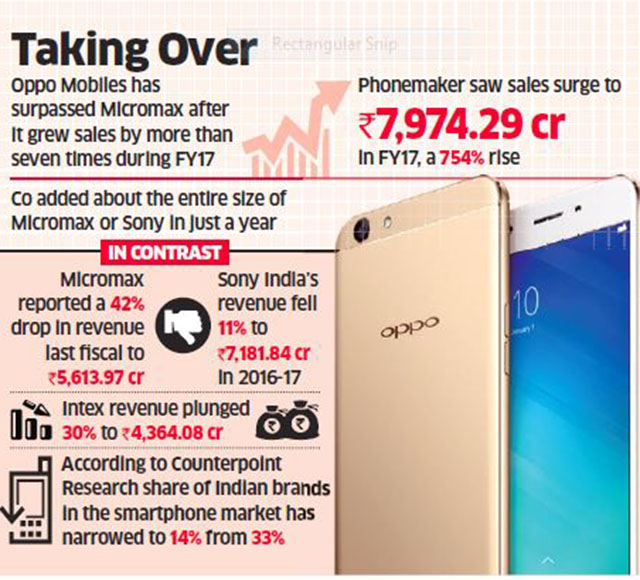 Taking Over
Rectangular Snip
Oppo Mobiles has
surpassed Micromax after
it grew sales by more than
seven times during FY17
Phonemaker saw sales surge to
₹7,974.29 cr
in FY17, a 754% rise
Co added about the entire size of
Micromax or Sony in just a year
IN CONTRAST
Micromax
reported a 42%
drop in revenue
last fiscal to
₹5,613.97 cr
Sony India's
revenue fell
11% to
₹7,181.84 cr
in 2016-17
Intex revenue plunged
30% to ₹4,364.08 cr
₹ ₹
According to Counterpoint
Research share of Indian brands
in the smartphone market has
narrowed to 14% from 33%
oppo
10